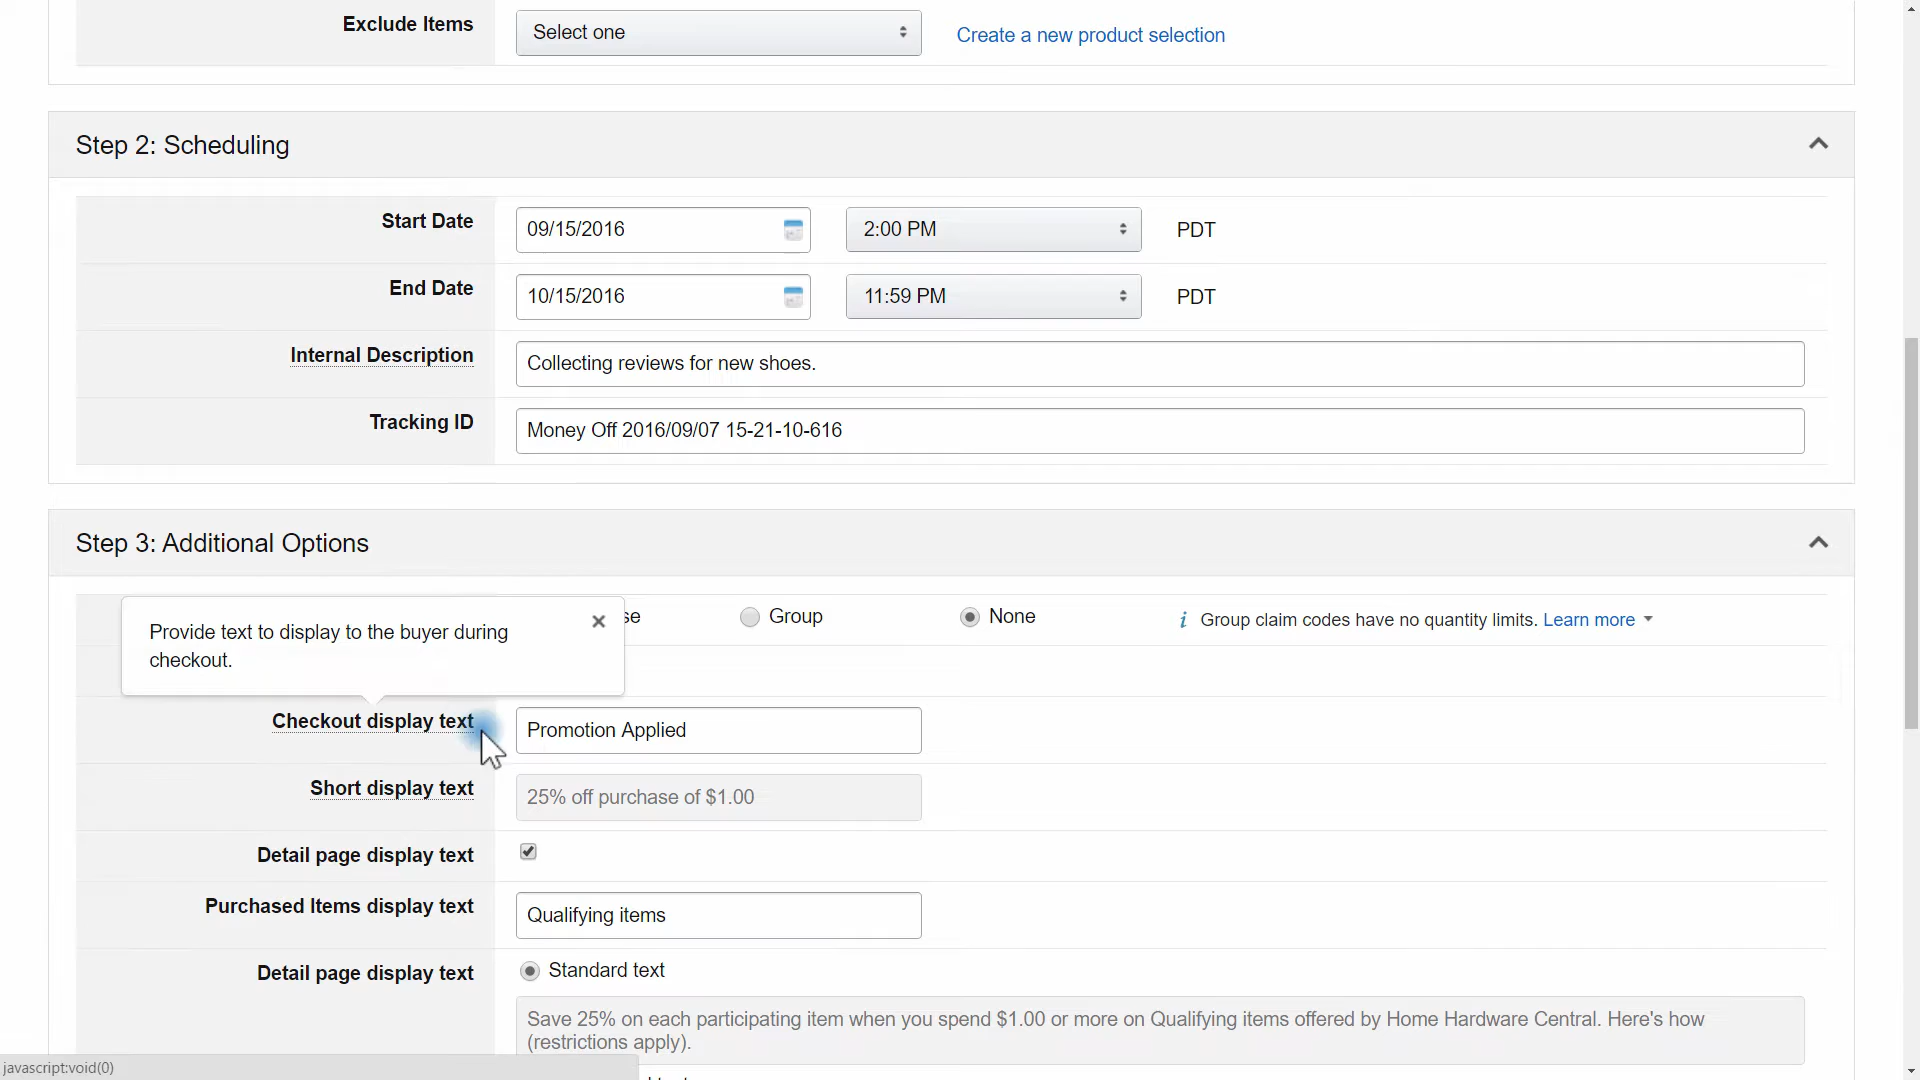 Exclude Items
Select one
Create a new product selection
Step 2: Scheduling
Start Date
09/15/2016
2:00 PM
PDT
End Date
10/15/2016
11:59 PM
PDT
Internal Description
Collecting reviews for new shoes.
Tracking ID
Money Off 2016/09/07 15-21-10-616
Step 3: Additional Options
Provide text to display to the buyer during
checkout.
Group
None
i Group claim codes have no quantity limits. Learn more
Checkout display text
Promotion Applied
Short display text
25% off purchase of $1.00
Detail page display text
Purchased Items display text
Qualifying items
Detail page display text
Standard text
Save 25% on each participating item when you spend $1.00 or more on Qualifying items offered by Home Hardware Central. Here's how
(restrictions apply).
javascript:void(0)